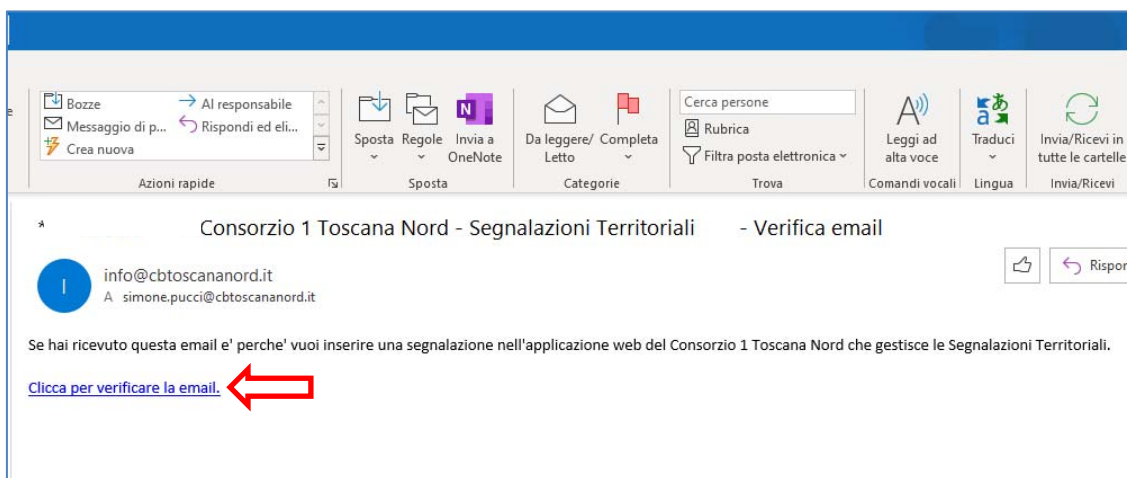 Bozze
Al responsabile
Messaggio di p...
Rispondi ed eli...
Crea nuova
Azioni rapide
Sposta
Regole
Invia a
OneNote
Sposta
Da leggere/
Letto
Completa
Categorie
Cerca persone
Rubrica
Filtra posta elettronica
Trova
A
Leggi ad
alta voce
Comandi vocali
あ
a
Traduci
Lingua
Invia/Ricevi in
tutte le cartelle
Invia/Ricevi
Consorzio 1 Toscana Nord - Segnalazioni Territoriali - Verifica email
I
info@cbtoscananord.it
A simone.pucci@cbtoscananord.it
Rispor
Se hai ricevuto questa email e' perche' vuoi inserire una segnalazione nell'applicazione web del Consorzio 1 Toscana Nord che gestisce le Segnalazioni Territoriali.
Clicca per verificare la email.